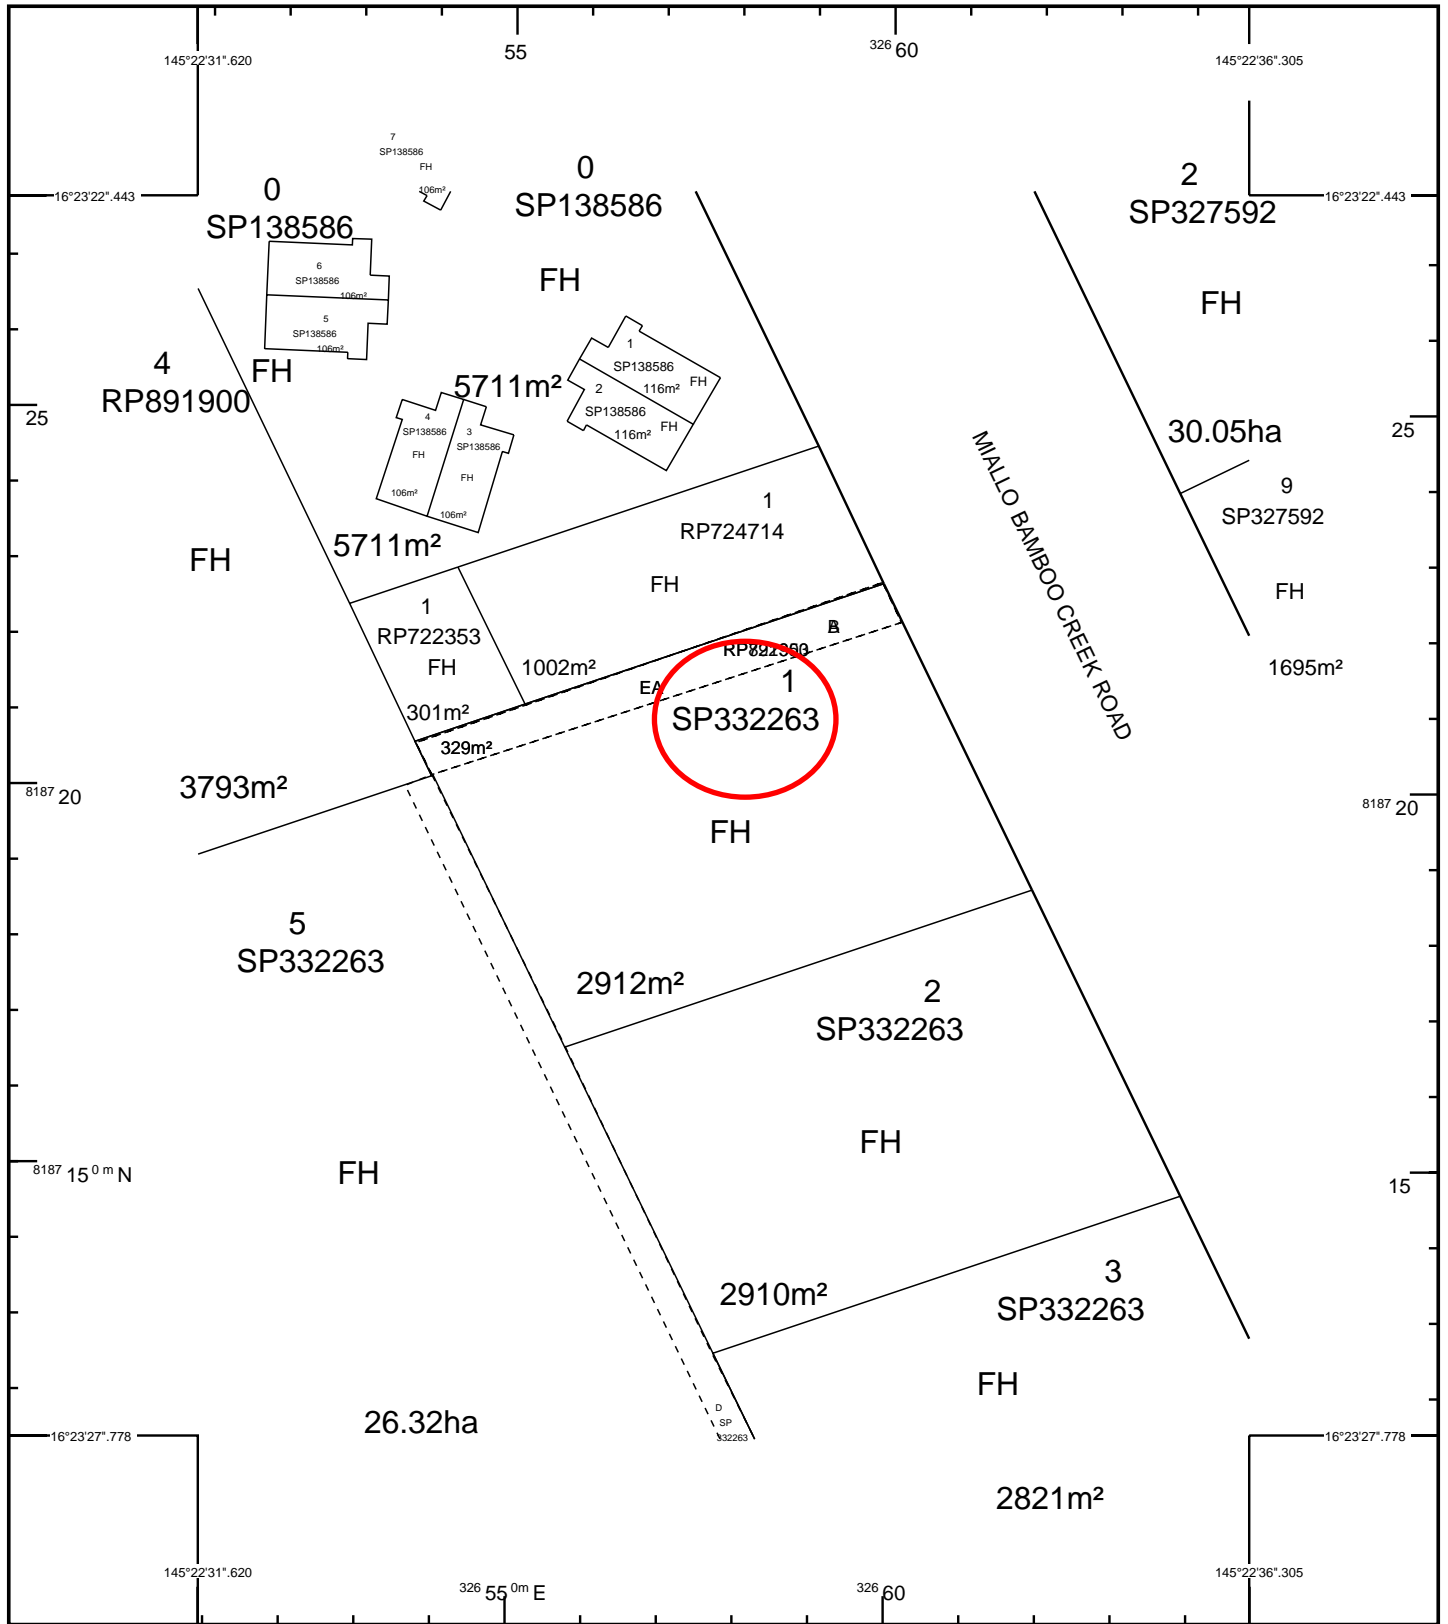 55
326 60
145°22'31".620
145°22'36".305
7
SP138586
FH
106m²
0
SP138586
0
SP138586
2
SP327592
16°23'22".443
16°23'22".443
6
SP138586
106m²
5
SP138586
106m²
FH
FH
FH
4
RP891900
5711m²
1
SP138586
116m²
FH
2
SP138586
FH
116m²
25
25
4
SP138586
FH
106m²
3
SP138586
FH
106m²
30.05ha
MIALLO BAMBOO CREEK ROAD
9
SP327592
FH
1695m²
5711m²
FH
1
RP724714
FH
1002m²
1
RP722353
FH
301m²
EA
329m²
1
SP332263
FH
3793m²
8187 20
8187 20
5
SP332263
2912m²
2
SP332263
FH
FH
8187 15 0 m N
15
2910m²
3
SP332263
FH
26.32ha
D
SP
332263
16°23'27".778
16°23'27".778
2821m²
145°22'31".620
145°22'36".305
326 55 0m E
326 60